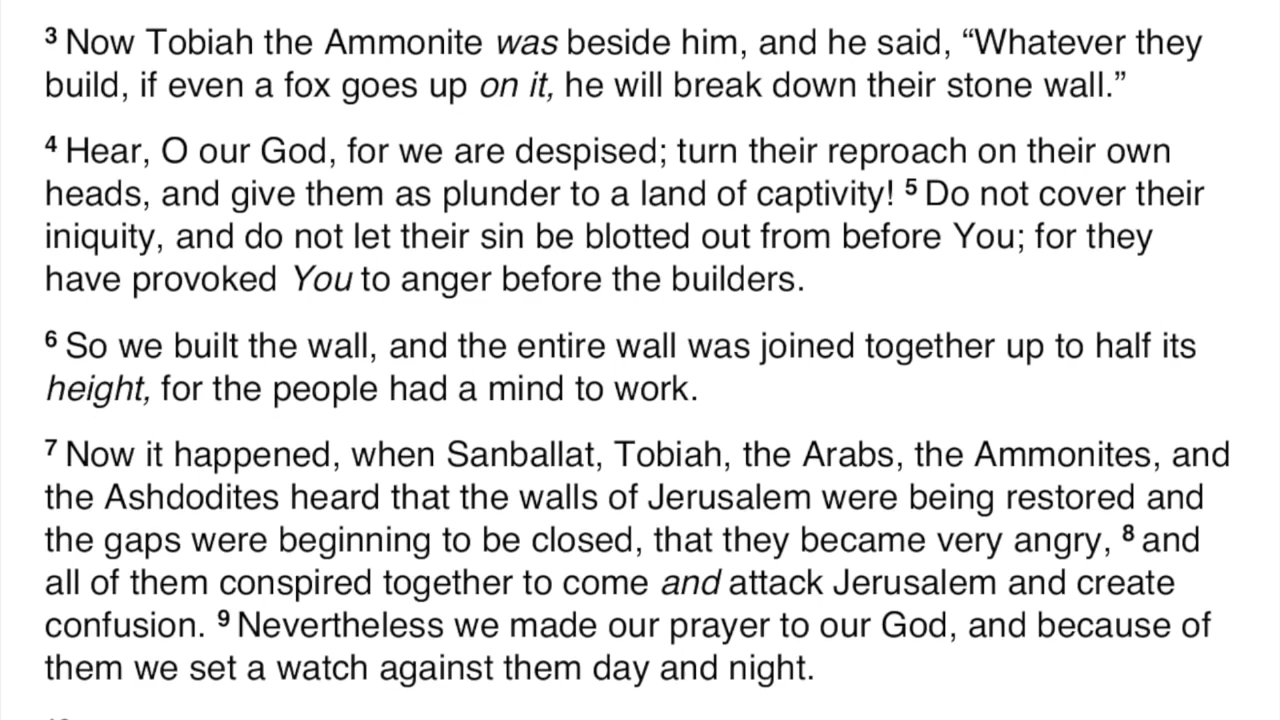 3 Now Tobiah the Ammonite was beside him, and he said, “Whatever they
build, if even a fox goes up on it, he will break down their stone wall.”
4 Hear, O our God, for we are despised; turn their reproach on their own
heads, and give them as plunder to a land of captivity! 5 Do not cover their
iniquity, and do not let their sin be blotted out from before You; for they
have provoked You to anger before the builders.
6 So we built the wall, and the entire wall was joined together up to half its
height, for the people had a mind to work.
7 Now it happened, when Sanballat, Tobiah, the Arabs, the Ammonites, and
the Ashdodites heard that the walls of Jerusalem were being restored and
the gaps were beginning to be closed, that they became very angry, 8 and
all of them conspired together to come and attack Jerusalem and create
confusion. 9 Nevertheless we made our prayer to our God, and because of
them we set a watch against them day and night.